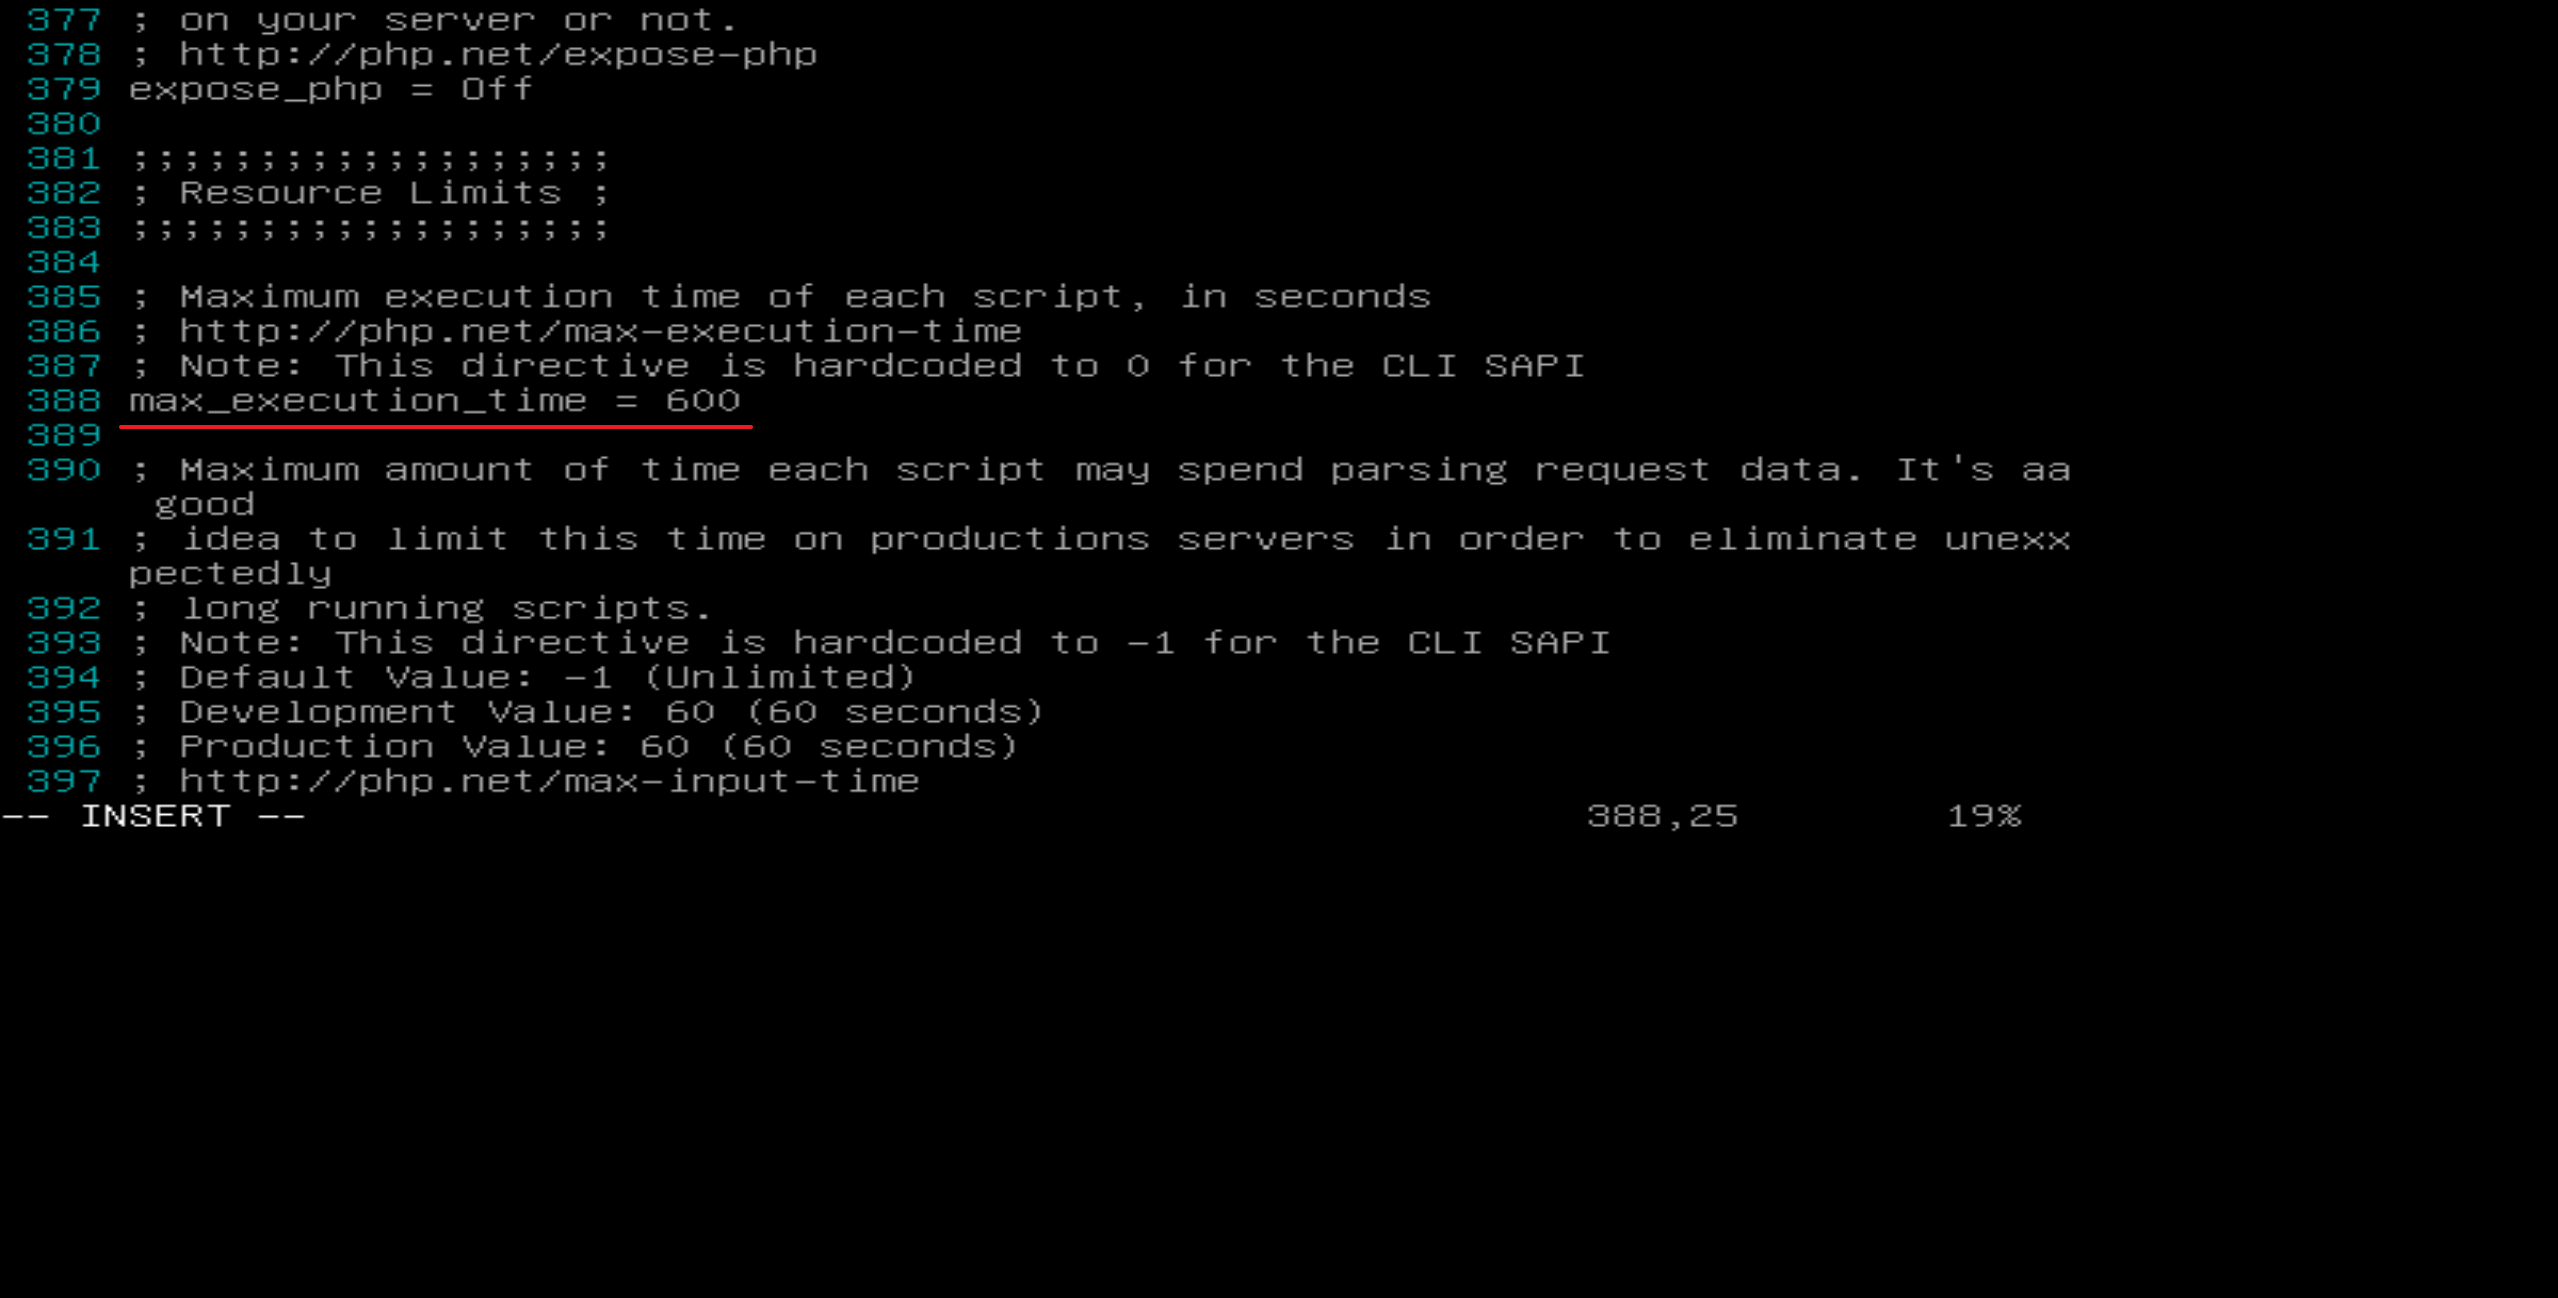 377 ; on your server or not.
378 ; http://php.net/expose-php
379 expose_php = Off
380
381 ;;;;;;;;;;;;;;;;;;;
382 ; Resource Limits ;
383 ;;;;;;;;;;;;;;;;;;;
384
385 ; Maximum execution time of each script, in seconds
386 ; http://php.net/max-execution-time
387 ; Note: This directive is hardcoded to 0 for the CLI SAPI
388 max_execution_time = 600
389
390 ; Maximum amount of time each script may spend parsing request data. It's aa
good
391 ; idea to limit this time on productions servers in order to eliminate unexx
pectedly
392 ; long running scripts.
393 ; Note: This directive is hardcoded to -1 for the CLI SAPI
394 ; Default Value: -1 (Unlimited)
395 ; Development Value: 60 (60 seconds)
396 ; Production Value: 60 (60 seconds)
397 ; http://php.net/max-input-time
-- INSERT -- 388,25 19%